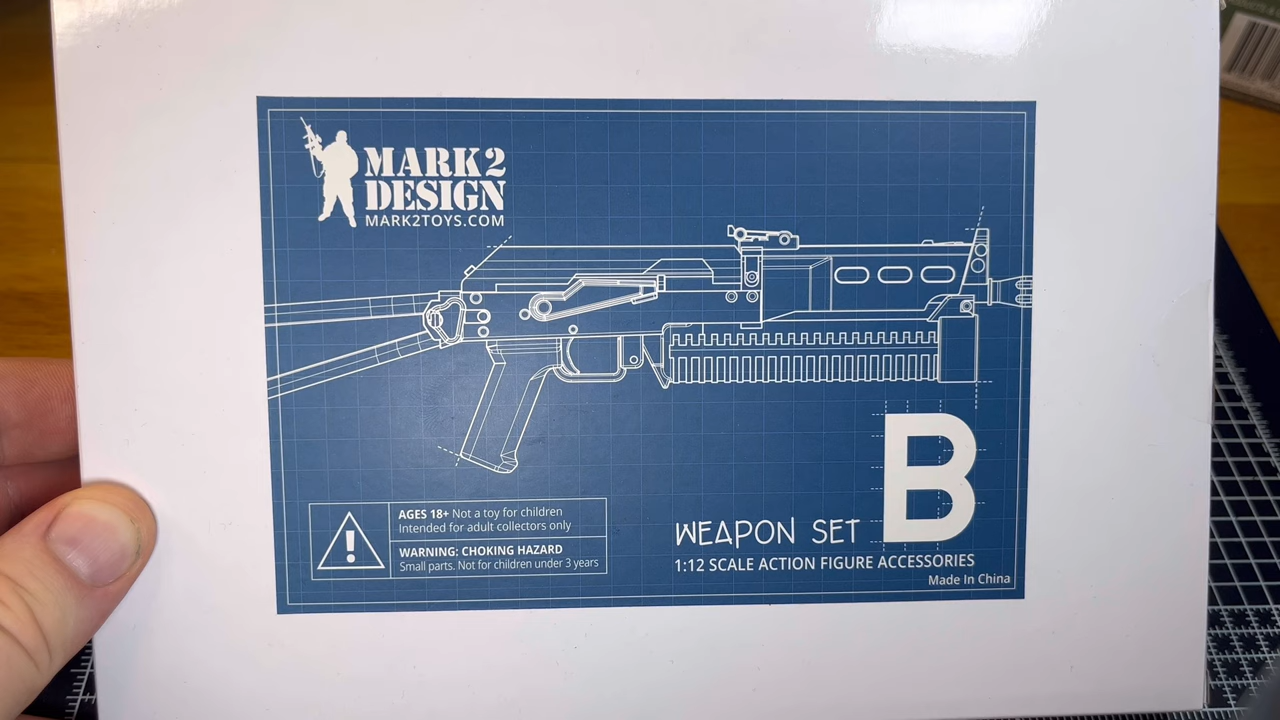 MARK2
DESIGN
MARK2TOYS.COM
AGES 18+ Not a toy for children
Intended for adult collectors only
WARNING: CHOKING HAZARD
Small parts. Not for children under 3 years
WEAPON SET B
1:12 SCALE ACTION FIGURE ACCESSORIES
Made In China